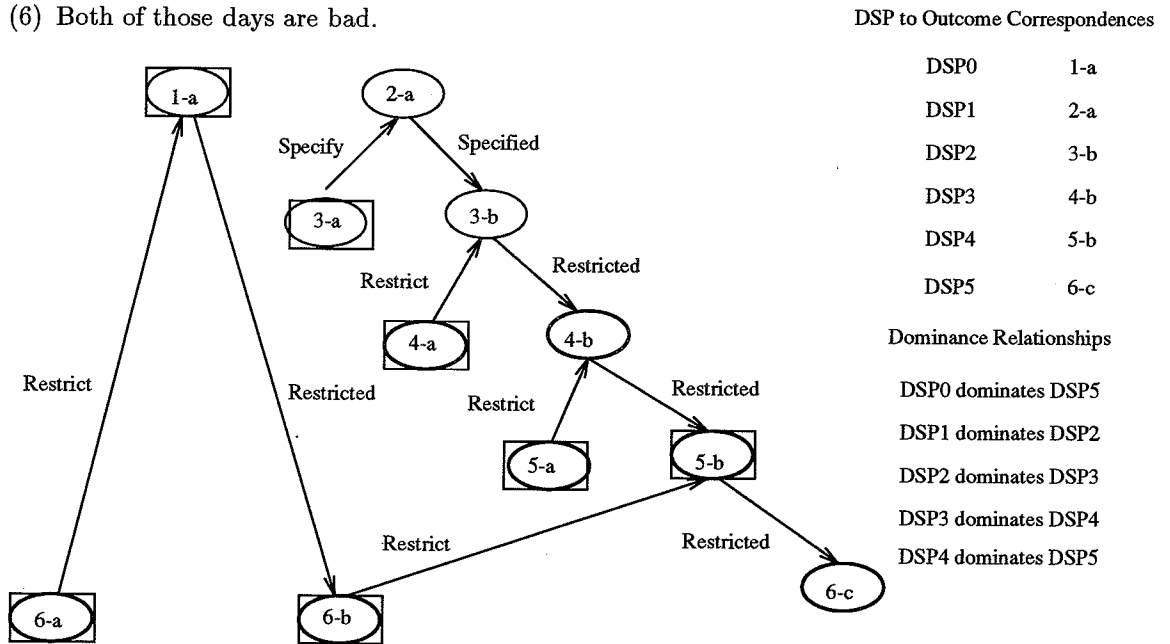 (6) Both of those days are bad.
DSP to Outcome Correspondences
DSP0 1-a
DSP1 2-a
DSP2 3-b
DSP3 4-b
DSP4 5-b
DSP5 6-c
Dominance Relationships
DSP0 dominates DSP5
DSP1 dominates DSP2
DSP2 dominates DSP3
DSP3 dominates DSP4
DSP4 dominates DSP5
1-a
2-a
Specify
Specified
3-a
3-b
Restrict
Restricted
4-a
4-b
Restrict
Restricted
Restrict
Restricted
5-a
5-b
Restrict
Restricted
6-a
6-b
6-c